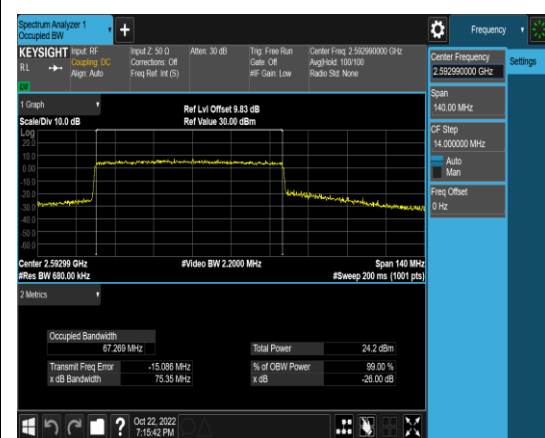 Spectrum Analyzer 1
Occupied BW
Frequency
KEYSIGHT
Input: RF
Input Z: 50 Ω
Atten: 30 dB
Trig: Free Run
Center Freq: 2.592990000 GHz
R L
Coupling: DC
Corrections: Off
Gate: Off
Avg|Hold: 100/100
Align: Auto
Freq Ref: Int (S)
#IF Gain: Low
Radio Std: None
Center Frequency
2.592990000 GHz
Settings
Span
140.00 MHz
CF Step
14.000000 MHz
Auto
Man
Freq Offset
0 Hz
1 Graph
Ref Lvl Offset 9.83 dB
Scale/Div 10.0 dB
Ref Value 30.00 dBm
Log
20.0
10.0
0.00
-10.0
-20.0
-30.0
-40.0
-50.0
-60.0
Center 2.59299 GHz
#Video BW 2.2000 MHz
Span 140 MHz
#Res BW 680.00 kHz
#Sweep 200 ms (1001 pts)
2 Metrics
Occupied Bandwidth
67.269 MHz
Total Power
24.2 dBm
Transmit Freq Error
-15.086 MHz
% of OBW Power
99.00 %
x dB Bandwidth
75.35 MHz
x dB
-26.00 dB
Oct 22, 2022
7:15:42 PM